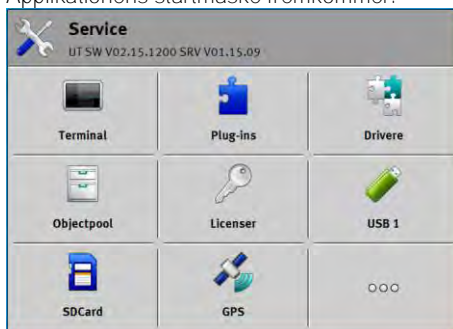 Applikationens startmaske fremkommer.
Service
UT SW V02.15.1200 SRV V01.15.09
Terminal
Plug-ins
Drivere
Objectpool
Licenser
USB 1
SDCard
GPS